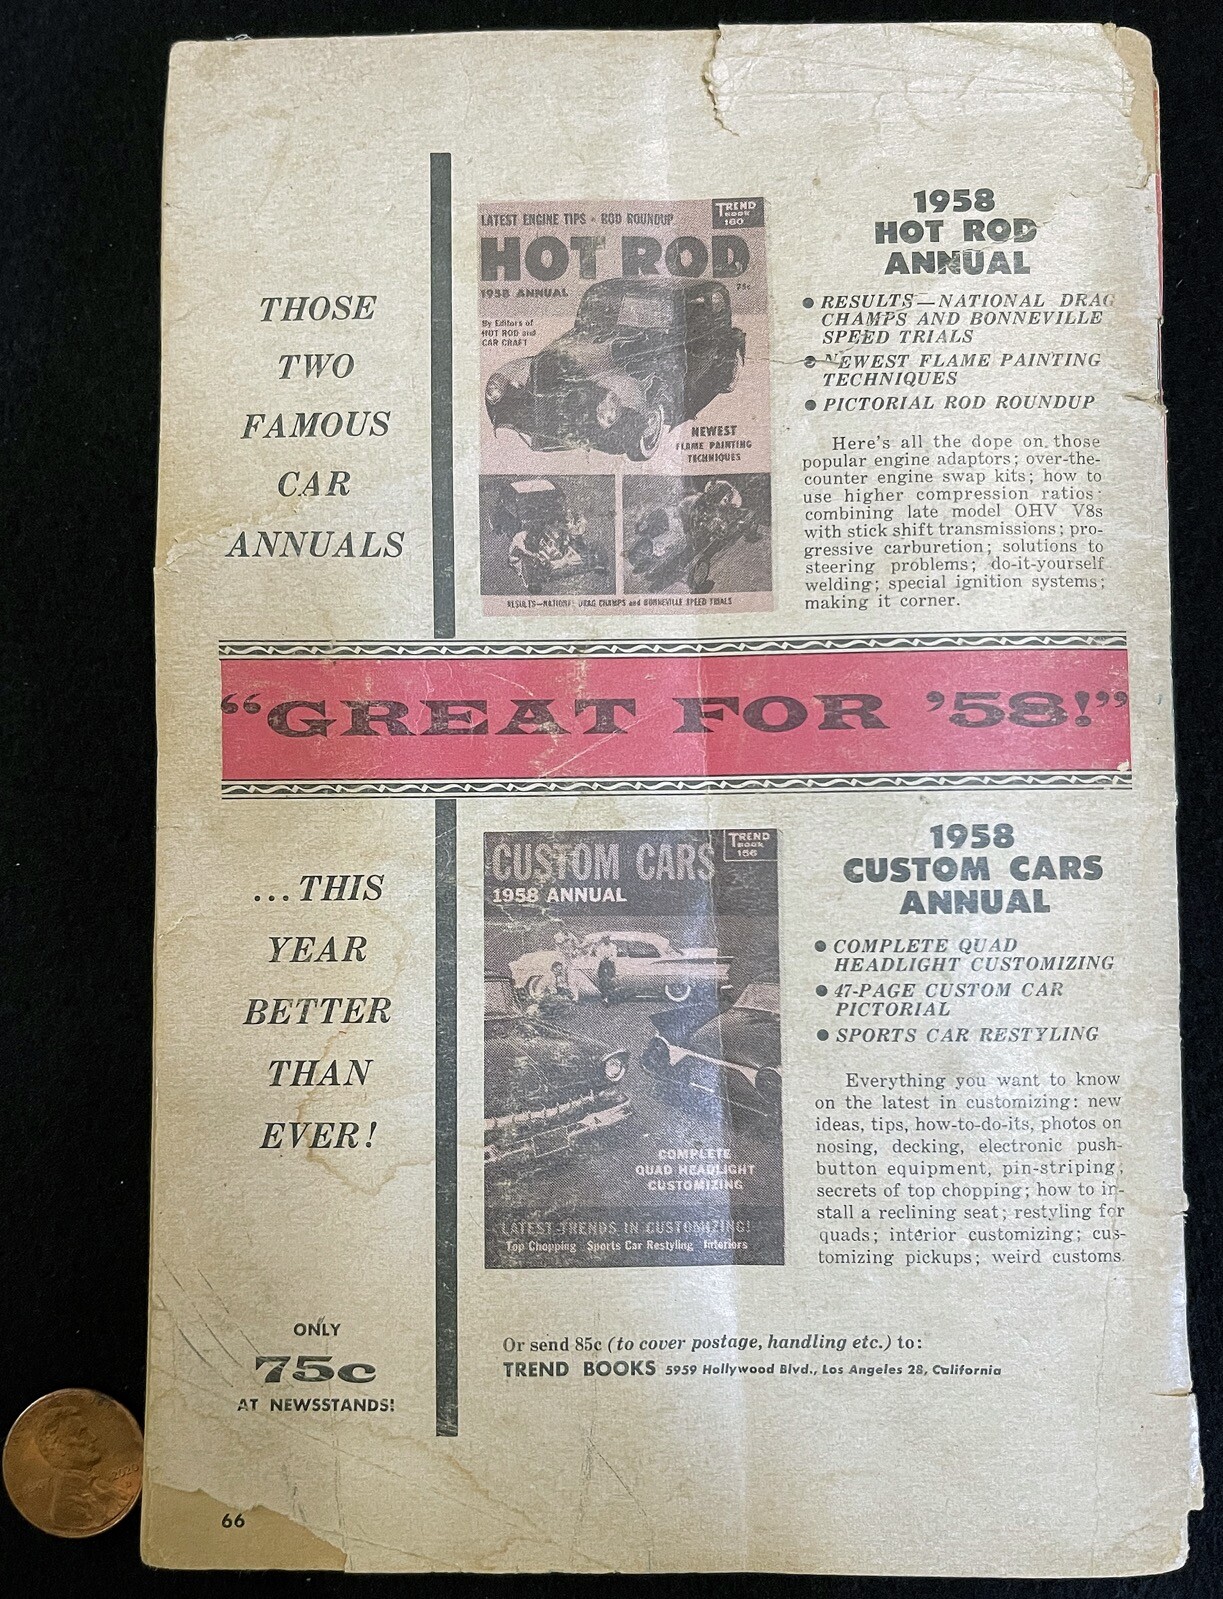 THOSE
TWO
FAMOUS
CAR
ANNUALS
LATEST ENGINE TIPS • ROD ROUNDUP
TREND
BOOK
160
HOT ROD
1958 ANNUAL
75c
By Editors of
HOT ROD and
CAR CRAFT
NEWEST
FLAME PAINTING
TECHNIQUES
RESULTS—NATIONAL DRAG CHAMPS and BONNEVILLE SPEED TRIALS
1958
HOT ROD
ANNUAL
● RESULTS—NATIONAL DRAG
CHAMPS AND BONNEVILLE
SPEED TRIALS
● NEWEST FLAME PAINTING
TECHNIQUES
● PICTORIAL ROD ROUNDUP
Here's all the dope on those
popular engine adaptors; over-the-
counter engine swap kits; how to
use higher compression ratios;
combining late model OHV V8s
with stick shift transmissions; pro-
gressive carburetion; solutions to
steering problems; do-it-yourself
welding; special ignition systems;
making it corner.
“GREAT FOR ’58!”
...THIS
YEAR
BETTER
THAN
EVER!
CUSTOM CARS
TREND
BOOK
156
1958 ANNUAL
COMPLETE
QUAD HEADLIGHT
CUSTOMIZING
LATEST TRENDS IN CUSTOMIZING!
Top Chopping Sports Car Restyling Interiors
1958
CUSTOM CARS
ANNUAL
● COMPLETE QUAD
HEADLIGHT CUSTOMIZING
● 47-PAGE CUSTOM CAR
PICTORIAL
● SPORTS CAR RESTYLING
Everything you want to know
on the latest in customizing: new
ideas, tips, how-to-do-its, photos on
nosing, decking, electronic push-
button equipment, pin-striping,
secrets of top chopping; how to in-
stall a reclining seat; restyling for
quads; interior customizing; cus-
tomizing pickups; weird customs.
ONLY
75c
AT NEWSSTANDS!
Or send 85c (to cover postage, handling etc.) to:
TREND BOOKS 5959 Hollywood Blvd., Los Angeles 28, California
66
2020
D